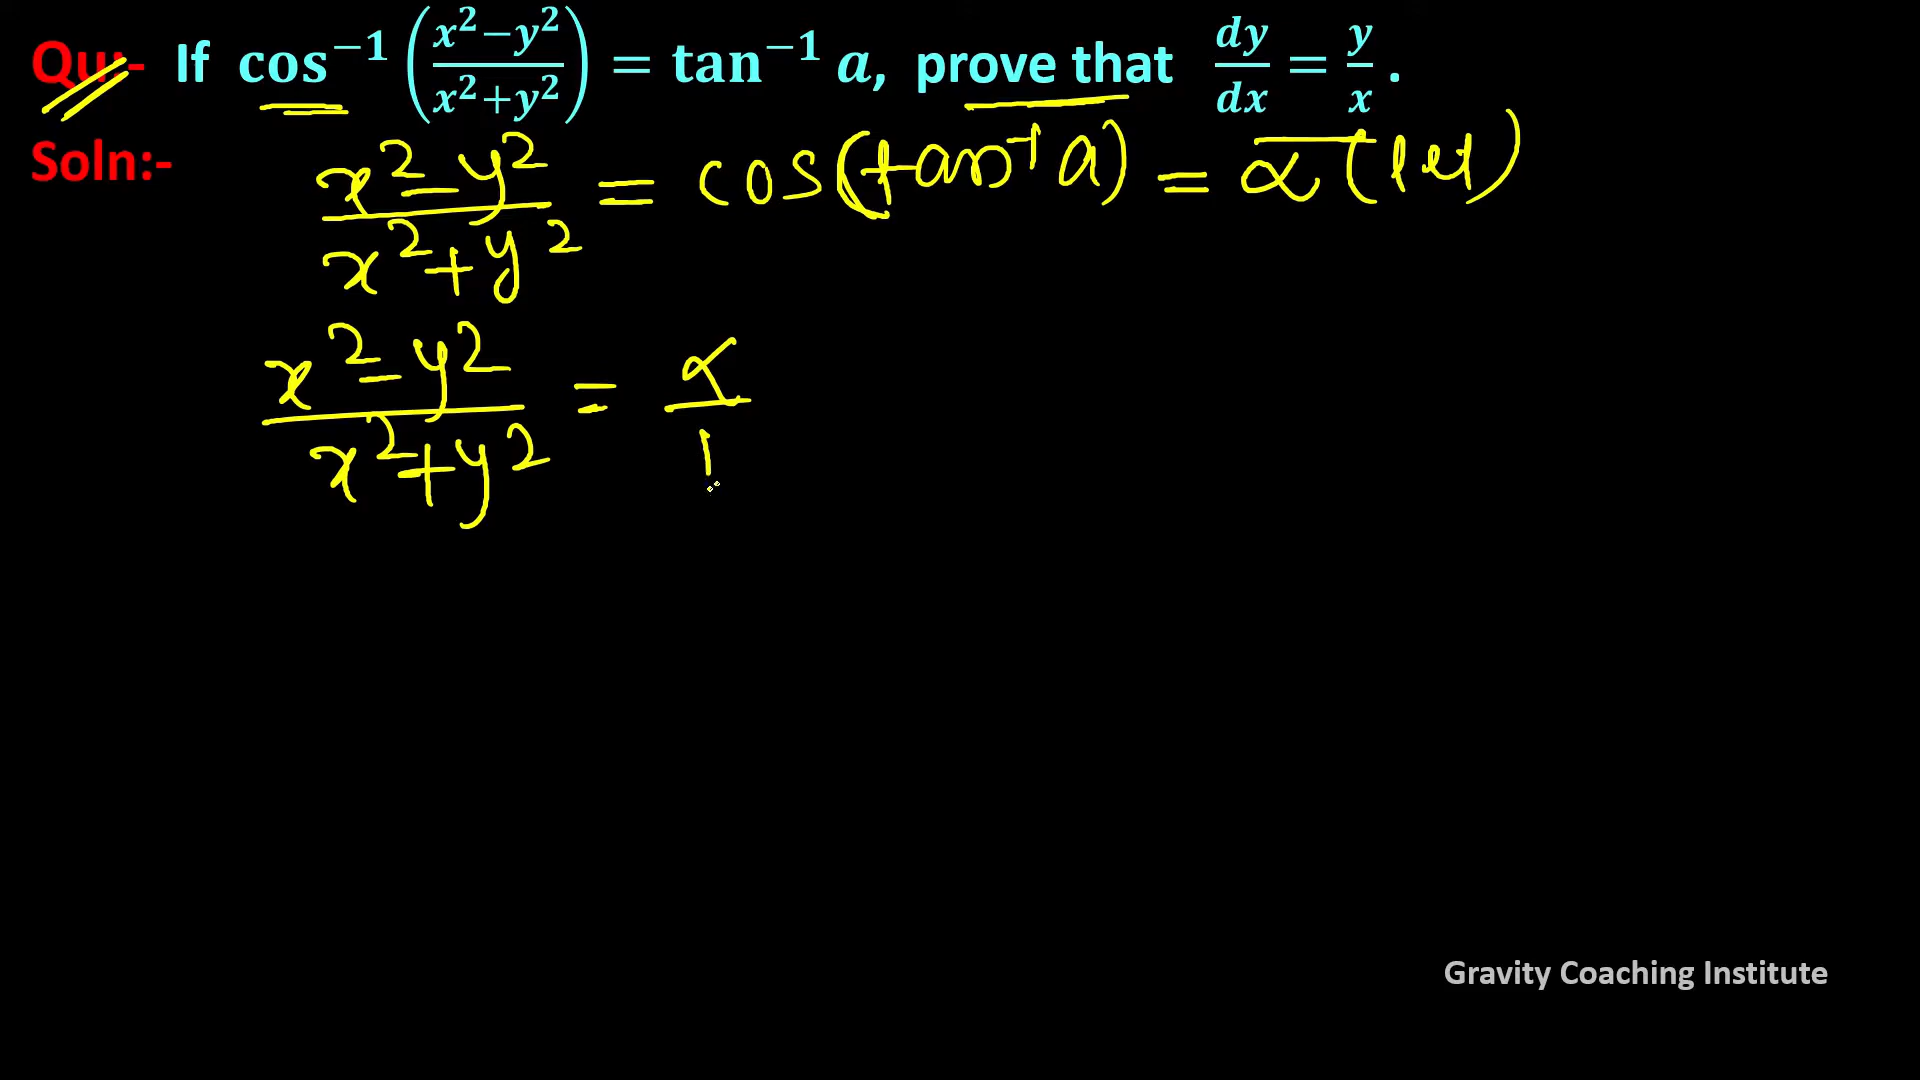 Qu:- If cos⁻¹((x²−y²)/(x²+y²)) = tan⁻¹ a, prove that dy/dx = y/x .
Soln:-
(x²−y²)/(x²+y²) = cos(tan⁻¹ a) = α (let)
(x²−y²)/(x²+y²) = α/1
Gravity Coaching Institute